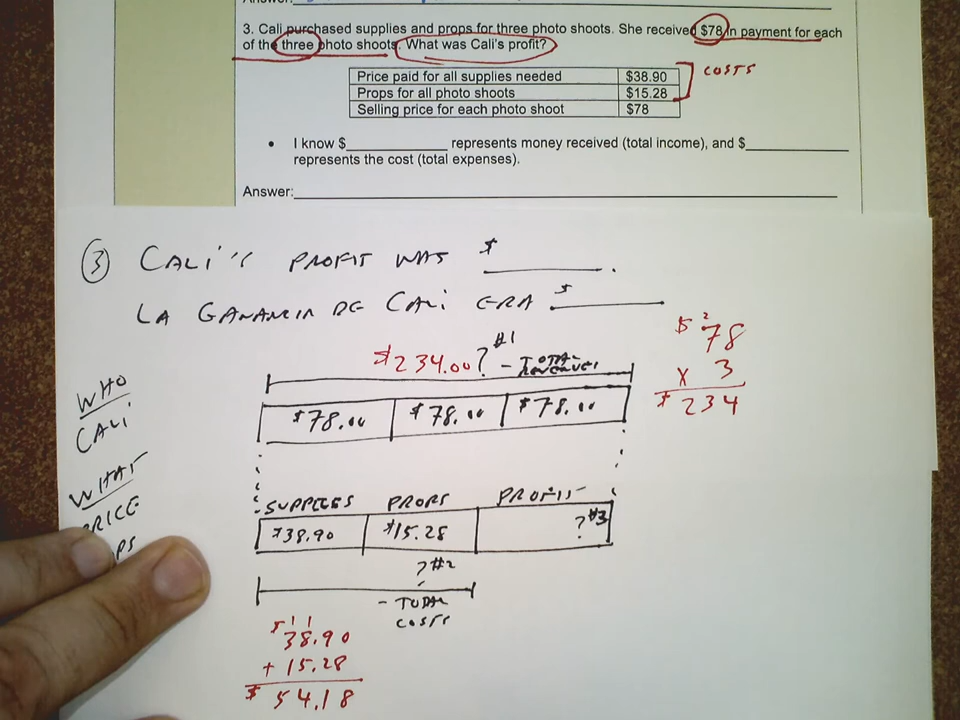 3. Cali purchased supplies and props for three photo shoots. She received $78 in payment for each
of the three photo shoots. What was Cali's profit?
Price paid for all supplies needed $38.90
Props for all photo shoots $15.28
Selling price for each photo shoot $78
COSTS
• I know $ represents money received (total income), and $
represents the cost (total expenses).
Answer:
3 CALI'S PROFIT WAS $ .
LA GANANCIA DE CALI ERA $
#1
$234.00? - TOTAL
$78.00 $78.00 $78.00
$ 2 78
X 3
$ 234
WHO
CALI
WHAT
PRICE
SUPPLIES PROPS PROFIT
$38.90 $15.28 ? #3
? #2
- TOTAL
COSTS
$ 1 1
38.90
+ 15.28
$ 54.18